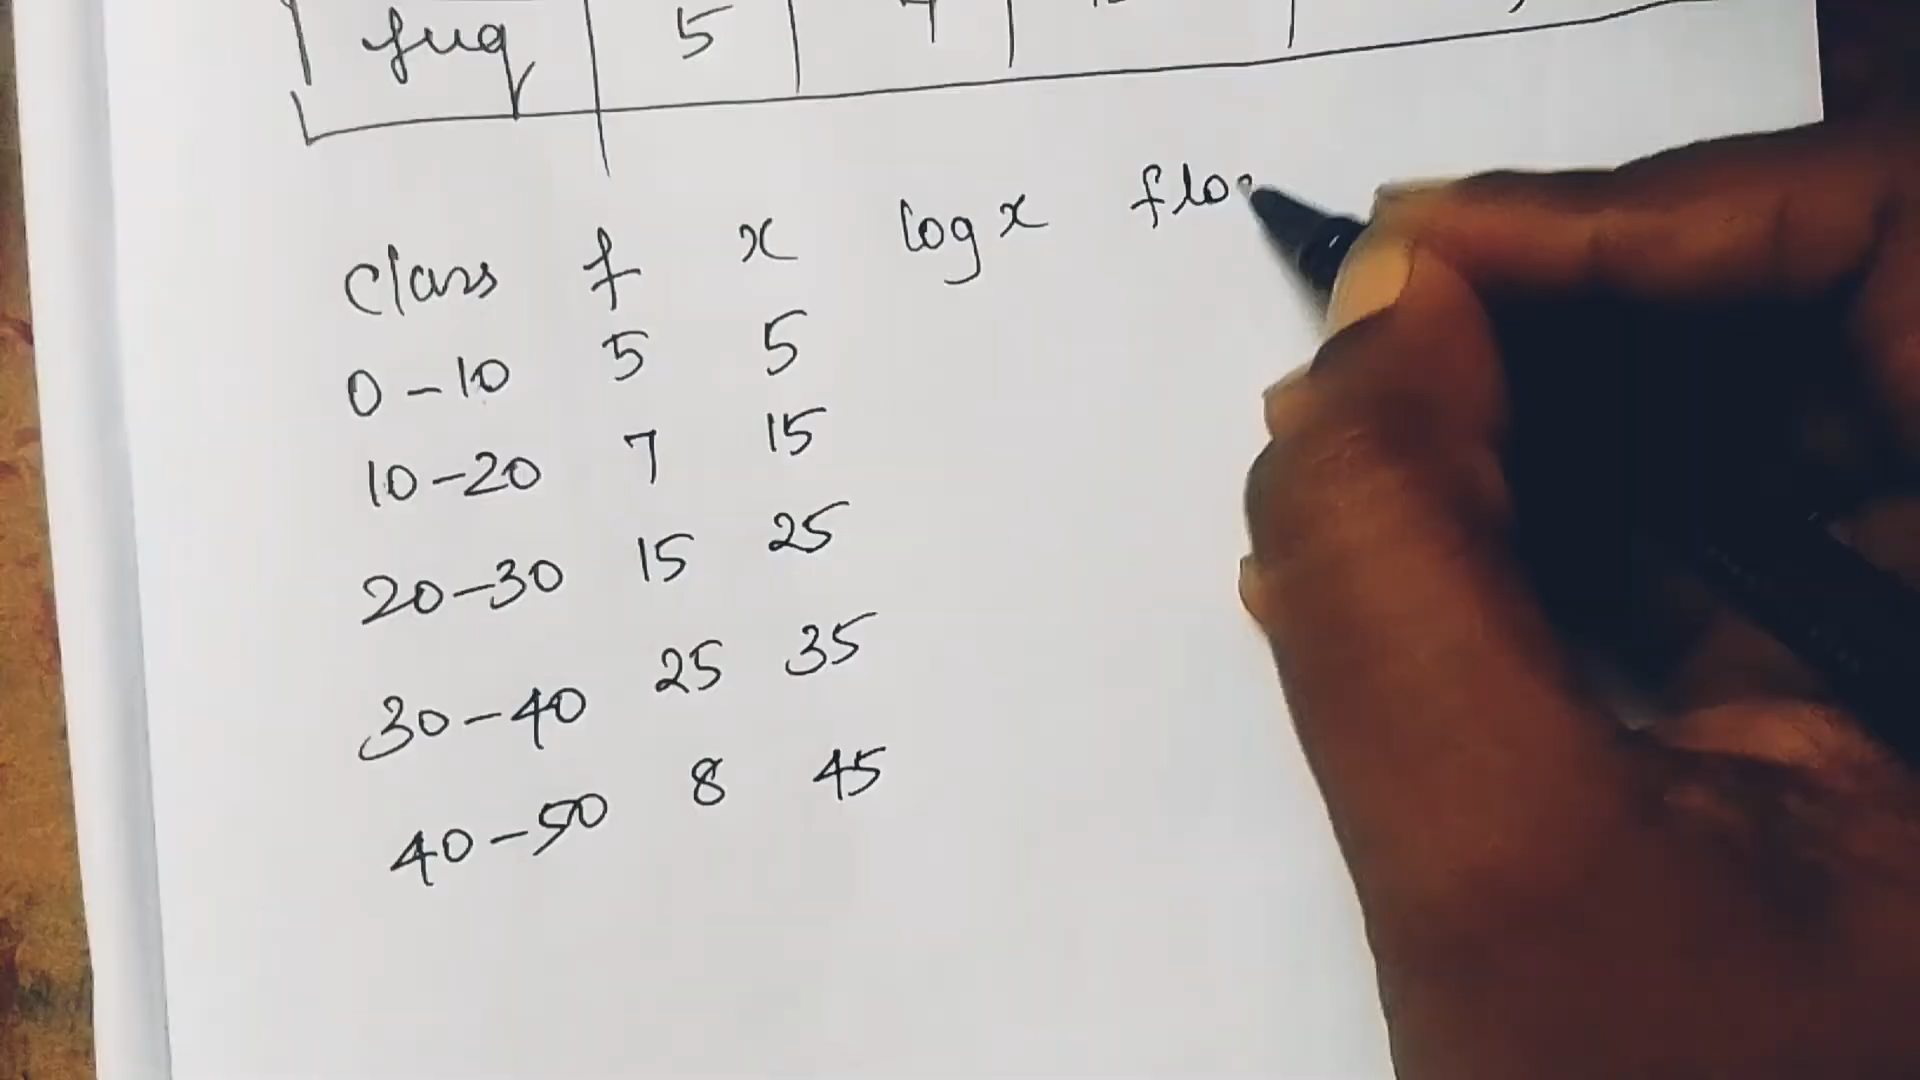 freq 5 7
Class f x log x flo
0-10 5 5
10-20 7 15
20-30 15 25
30-40 25 35
40-50 8 45